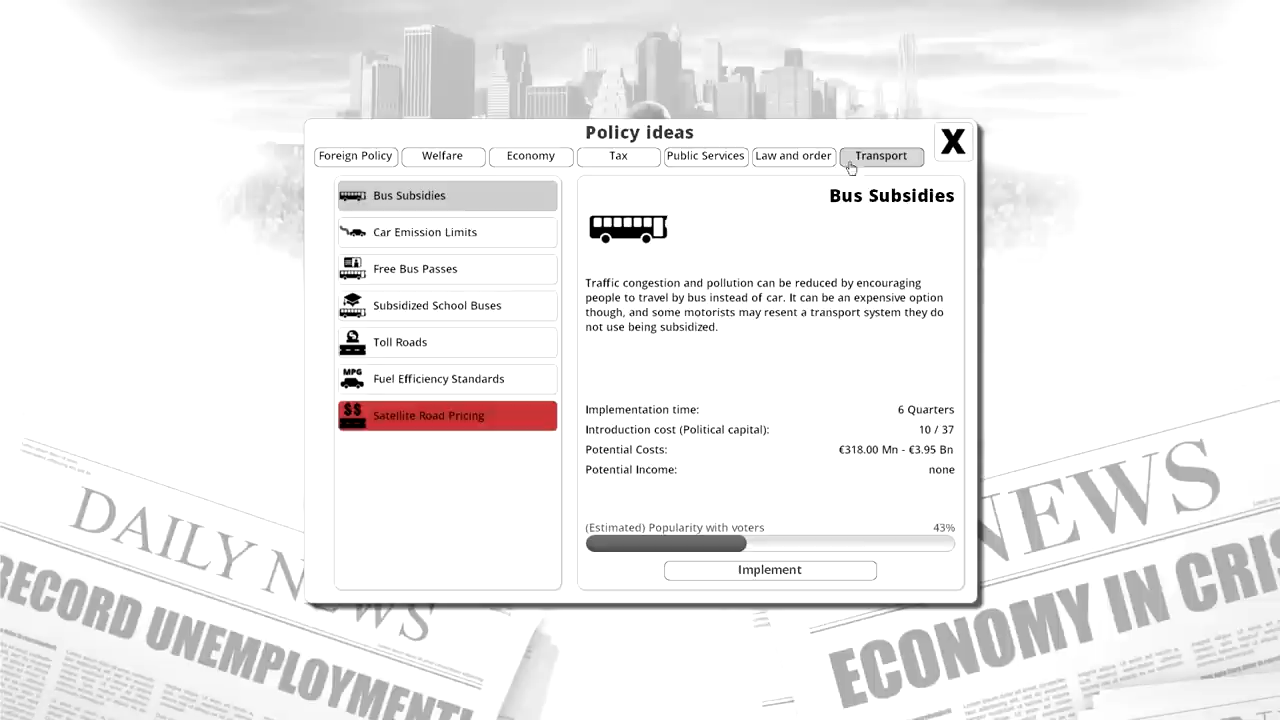 Policy ideas
X
Foreign Policy
Welfare
Economy
Tax
Public Services
Law and order
Transport
Bus Subsidies
Car Emission Limits
Free Bus Passes
Subsidized School Buses
Toll Roads
MPG
Fuel Efficiency Standards
$$
Satellite Road Pricing
Bus Subsidies
Traffic congestion and pollution can be reduced by encouraging
people to travel by bus instead of car. It can be an expensive option
though, and some motorists may resent a transport system they do
not use being subsidized.
Implementation time: 6 Quarters
Introduction cost (Political capital): 10 / 37
Potential Costs: €318.00 Mn - €3.95 Bn
Potential Income: none
(Estimated) Popularity with voters 43%
Implement
DAILY NEWS
RECORD UNEMPLOYMENT
NEWS
ECONOMY IN CRIS